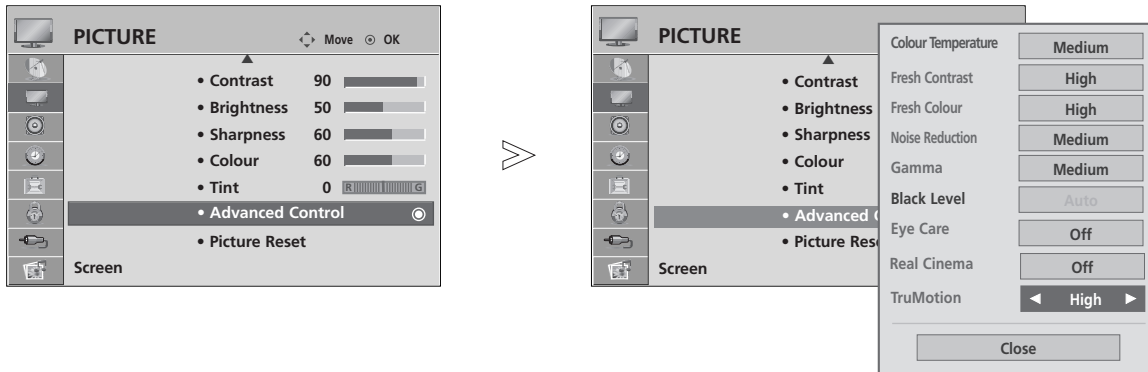 PICTURE
Move OK
• Contrast 90
• Brightness 50
• Sharpness 60
• Colour 60
• Tint 0 R G
• Advanced Control
• Picture Reset
Screen
PICTURE
• Contrast
• Brightness
• Sharpness
• Colour
• Tint
• Advanced
• Picture Rese
Screen
Colour Temperature Medium
Fresh Contrast High
Fresh Colour High
Noise Reduction Medium
Gamma Medium
Black Level Auto
Eye Care Off
Real Cinema Off
TruMotion ◄ High ►
Close